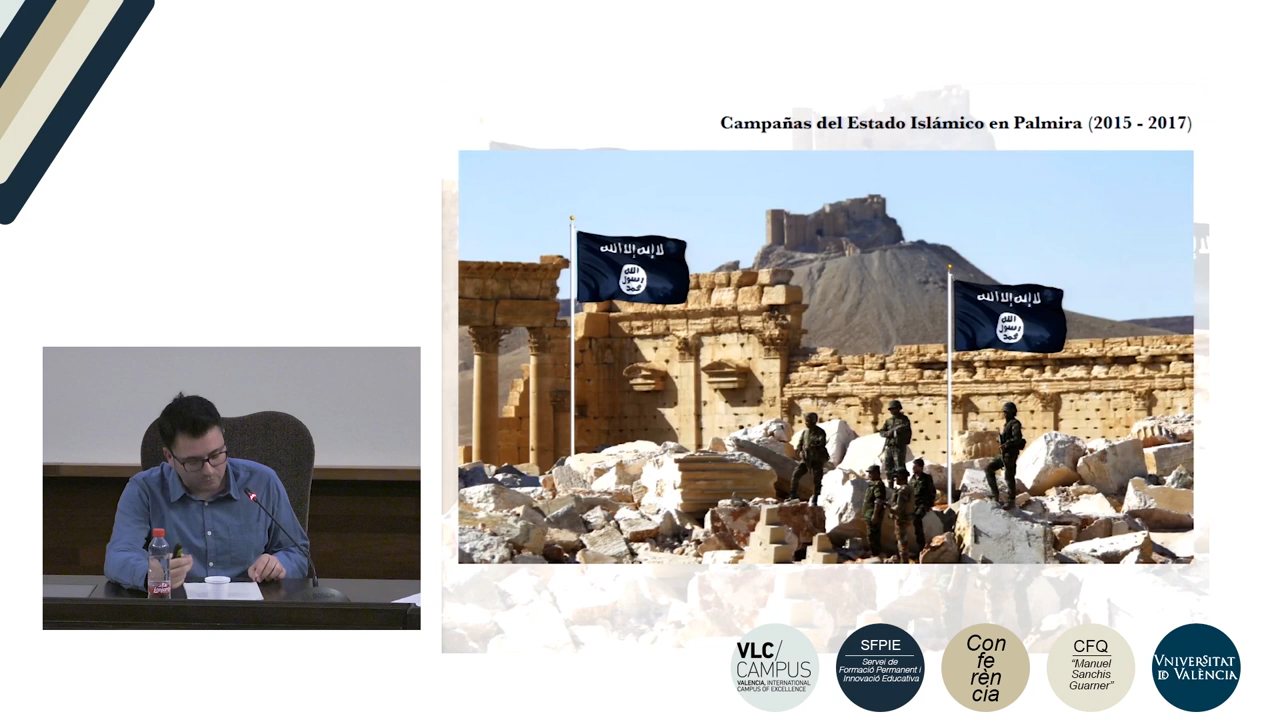 Campañas del Estado Islámico en Palmira (2015 - 2017)
لا إله إلا الله
الله
رسول
محمد
لا إله إلا الله
الله
رسول
محمد
VLC/
CAMPUS
VALÈNCIA, INTERNATIONAL
CAMPUS OF EXCELLENCE
SFPIE
Servei de
Formació Permanent i
Innovació Educativa
Con
fe
rèn
cia
CFQ
“Manuel
Sanchis
Guarner”
VNIVERSITAT
ID VALÈNCIA